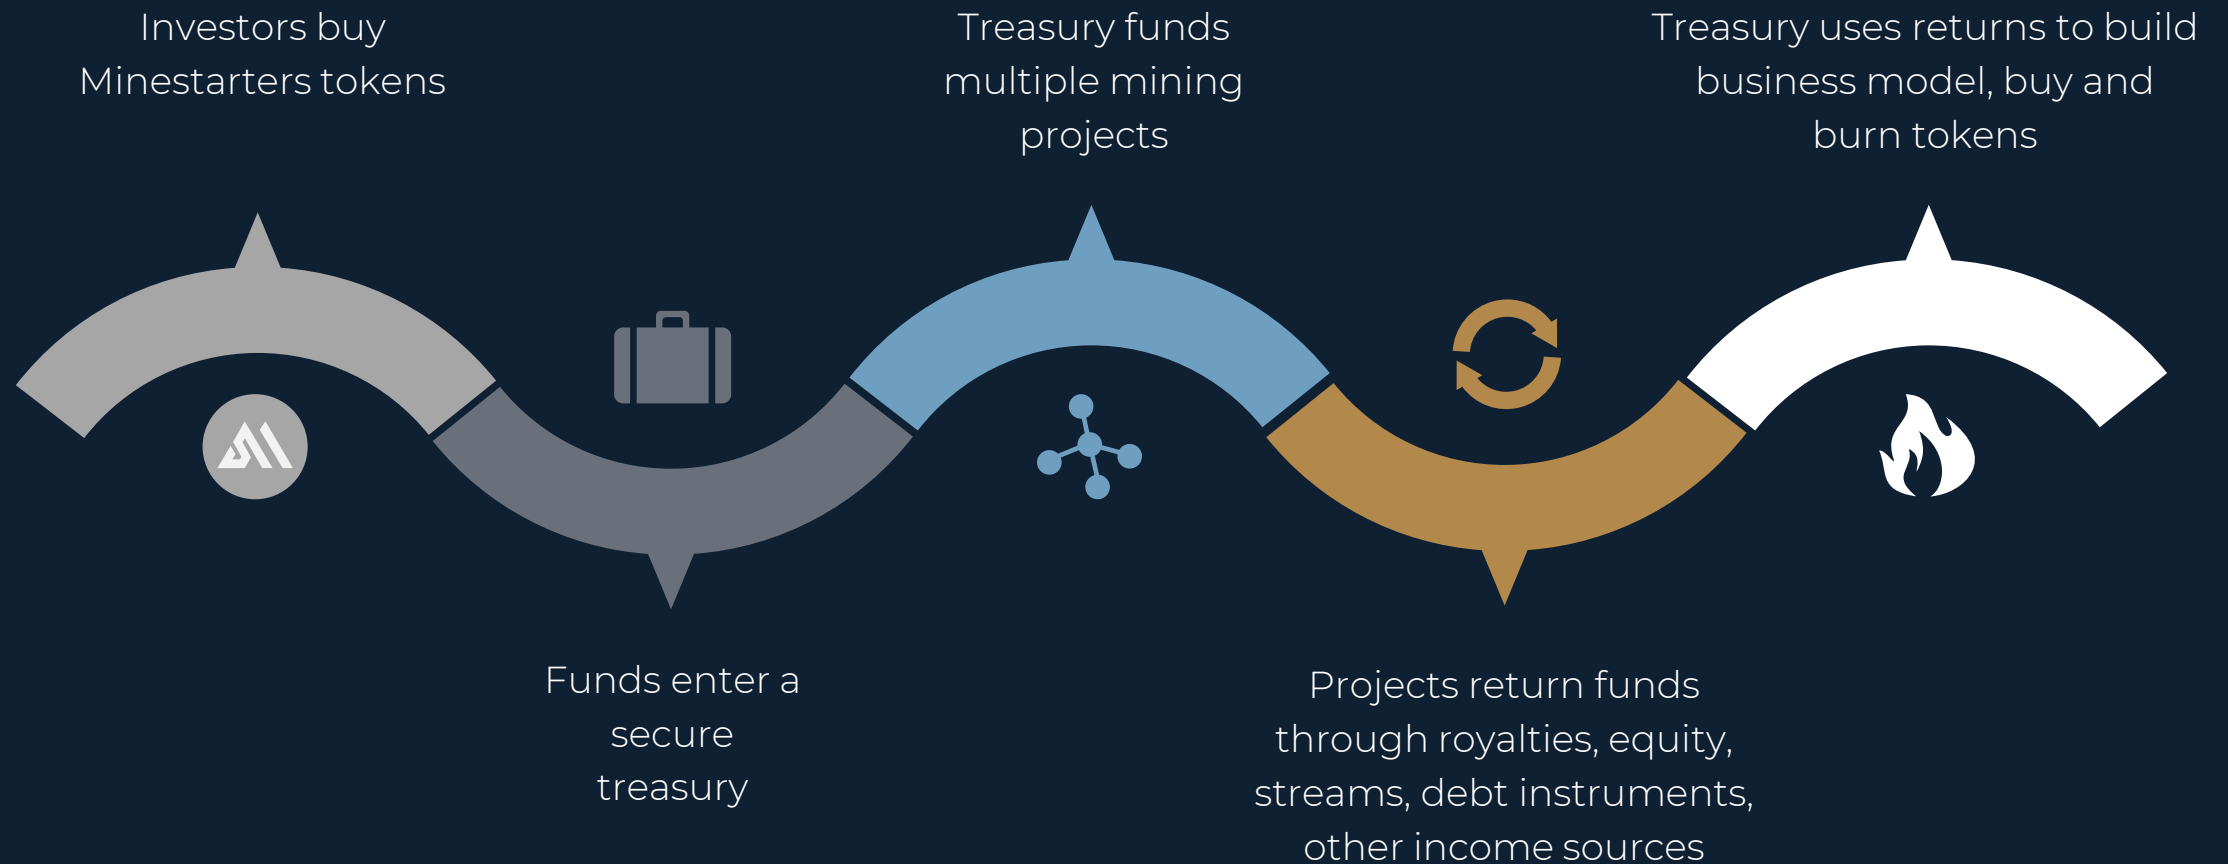 Investors buy
Minestarters tokens
Funds enter a
secure
treasury
Treasury funds
multiple mining
projects
Projects return funds
through royalties, equity,
streams, debt instruments,
other income sources
Treasury uses returns to build
business model, buy and
burn tokens